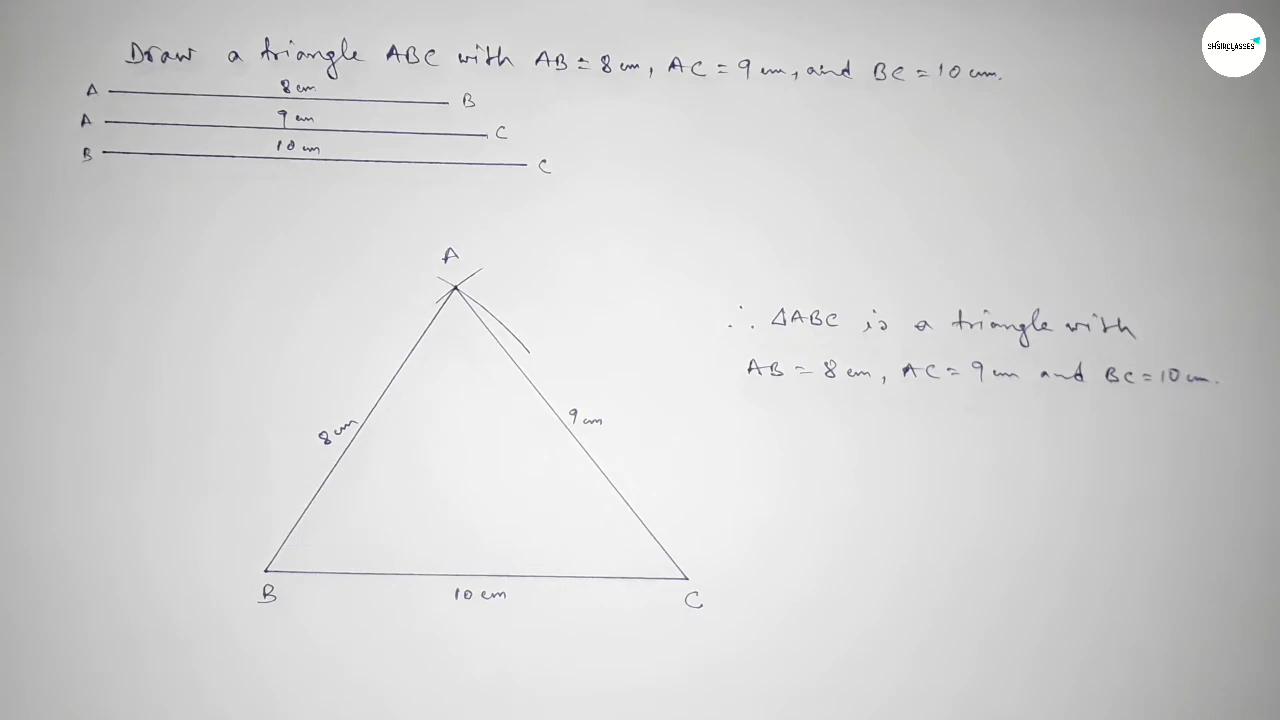 Draw a triangle ABC with AB = 8 cm, AC = 9 cm, and BC = 10 cm.
SHSIRCLASSES
A 8 cm B
A 9 cm C
B 10 cm C
A
∴ △ABC is a triangle with
AB = 8 cm, AC = 9 cm and BC = 10 cm.
8 cm
9 cm
B 10 cm C